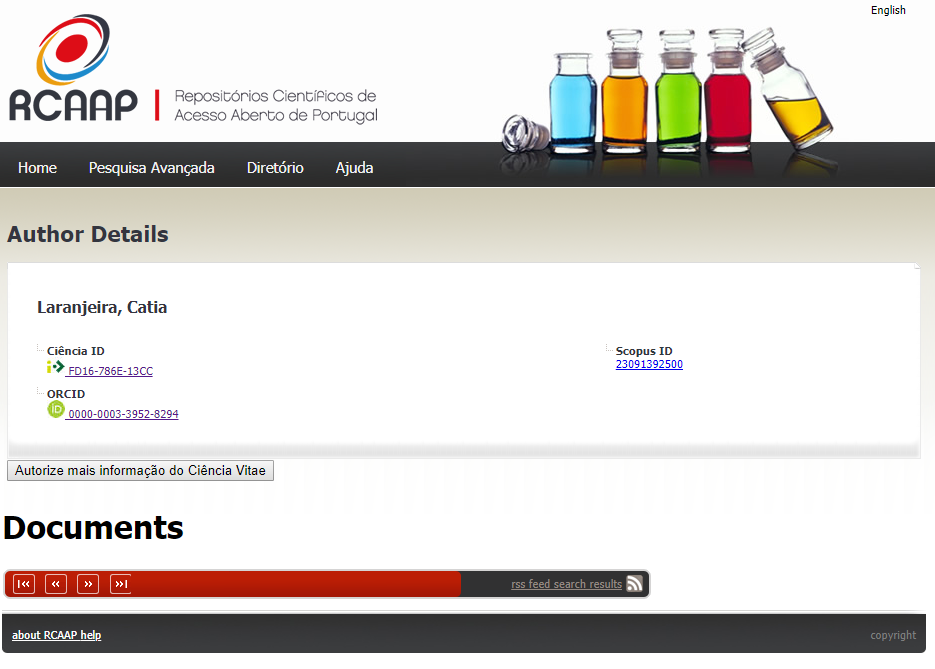 English
RCAAP
Repositórios Científicos de
Acesso Aberto de Portugal
Home Pesquisa Avançada Diretório Ajuda
Author Details
Laranjeira, Catia
Ciência ID
FD16-786E-13CC
Scopus ID
23091392500
ORCID
iD 0000-0003-3952-8294
Autorize mais informação do Ciência Vitae
Documents
rss feed search results
about RCAAP help
copyright